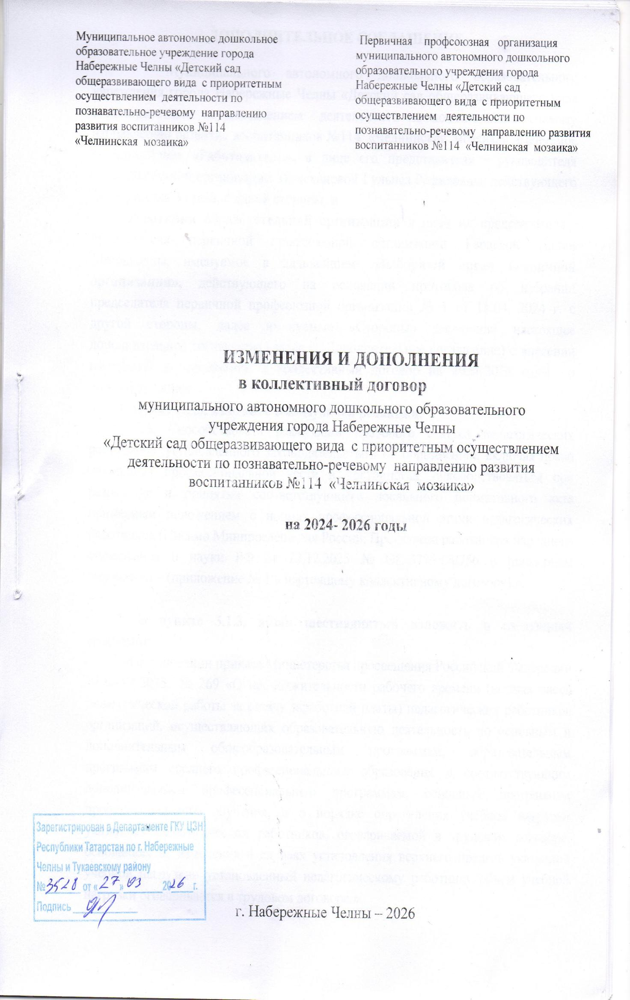 Муниципальное автономное дошкольное
образовательное учреждение города
Набережные Челны «Детский сад
общеразвивающего вида с приоритетным
осуществлением деятельности по
познавательно-речевому направлению
развития воспитанников №114
«Челнинская мозаика»
Первичная профсоюзная организация
муниципального автономного дошкольного
образовательного учреждения города
Набережные Челны «Детский сад
общеразвивающего вида с приоритетным
осуществлением деятельности по
познавательно-речевому направлению развития
воспитанников №114 «Челнинская мозаика»
ИЗМЕНЕНИЯ И ДОПОЛНЕНИЯ
в коллективный договор
муниципального автономного дошкольного образовательного
учреждения города Набережные Челны
«Детский сад общеразвивающего вида с приоритетным осуществлением
деятельности по познавательно-речевому направлению развития
воспитанников №114 «Челнинская мозаика»
на 2024- 2026 годы
Зарегистрирован в Департаменте ГКУ ЦЗН
Республики Татарстан по г. Набережные
Челны и Тукаевскому району
№ 3528 от «27» 03 2026 г.
Подпись
г. Набережные Челны – 2026